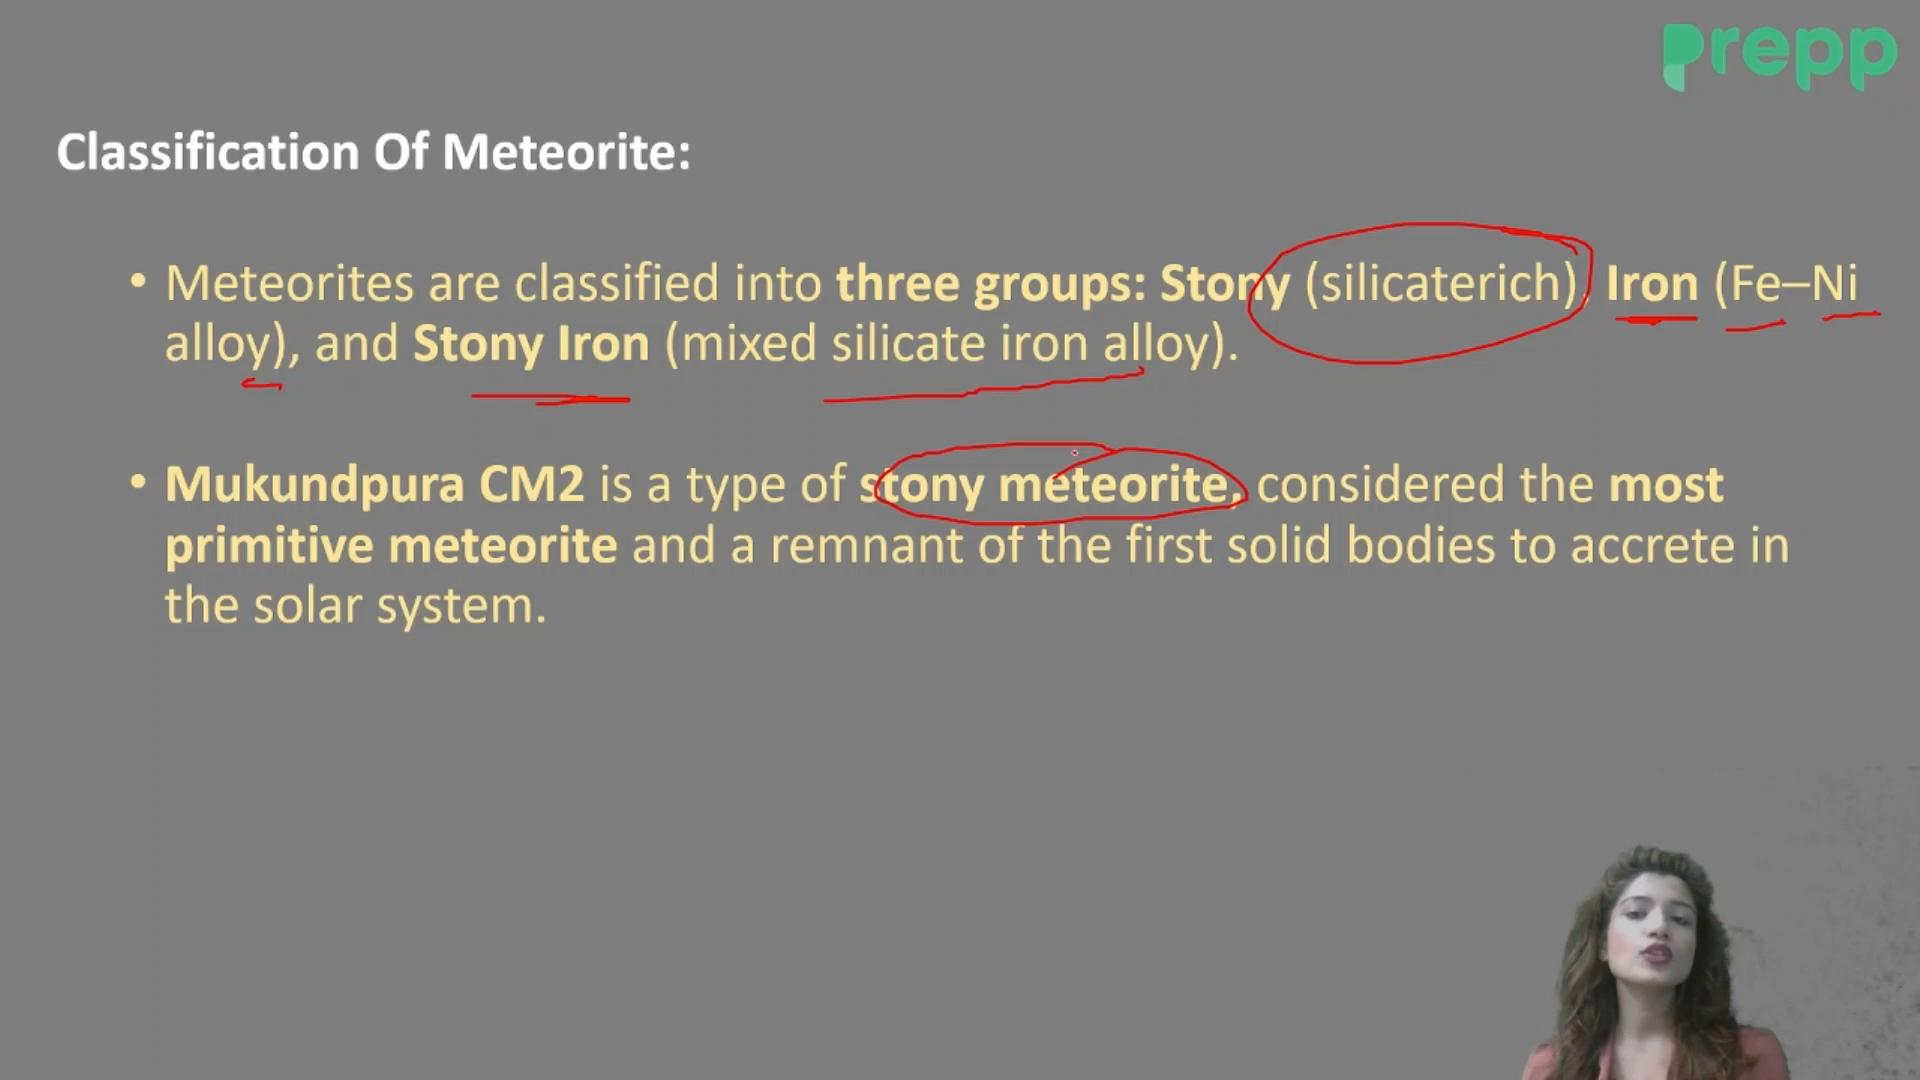 prepp
Classification Of Meteorite:
• Meteorites are classified into three groups: Stony (silicaterich), Iron (Fe–Ni
alloy), and Stony Iron (mixed silicate iron alloy).
• Mukundpura CM2 is a type of stony meteorite, considered the most
primitive meteorite and a remnant of the first solid bodies to accrete in
the solar system.